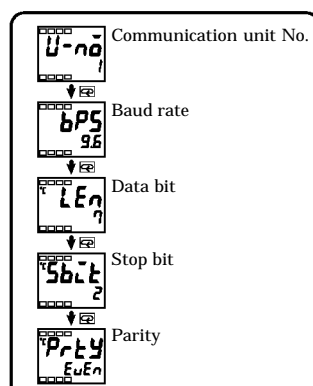 U-no Communication unit No.
1
bPS Baud rate
9.6
°C LEn Data bit
7
°C Sbit Stop bit
2
°C PrtY Parity
EuEn